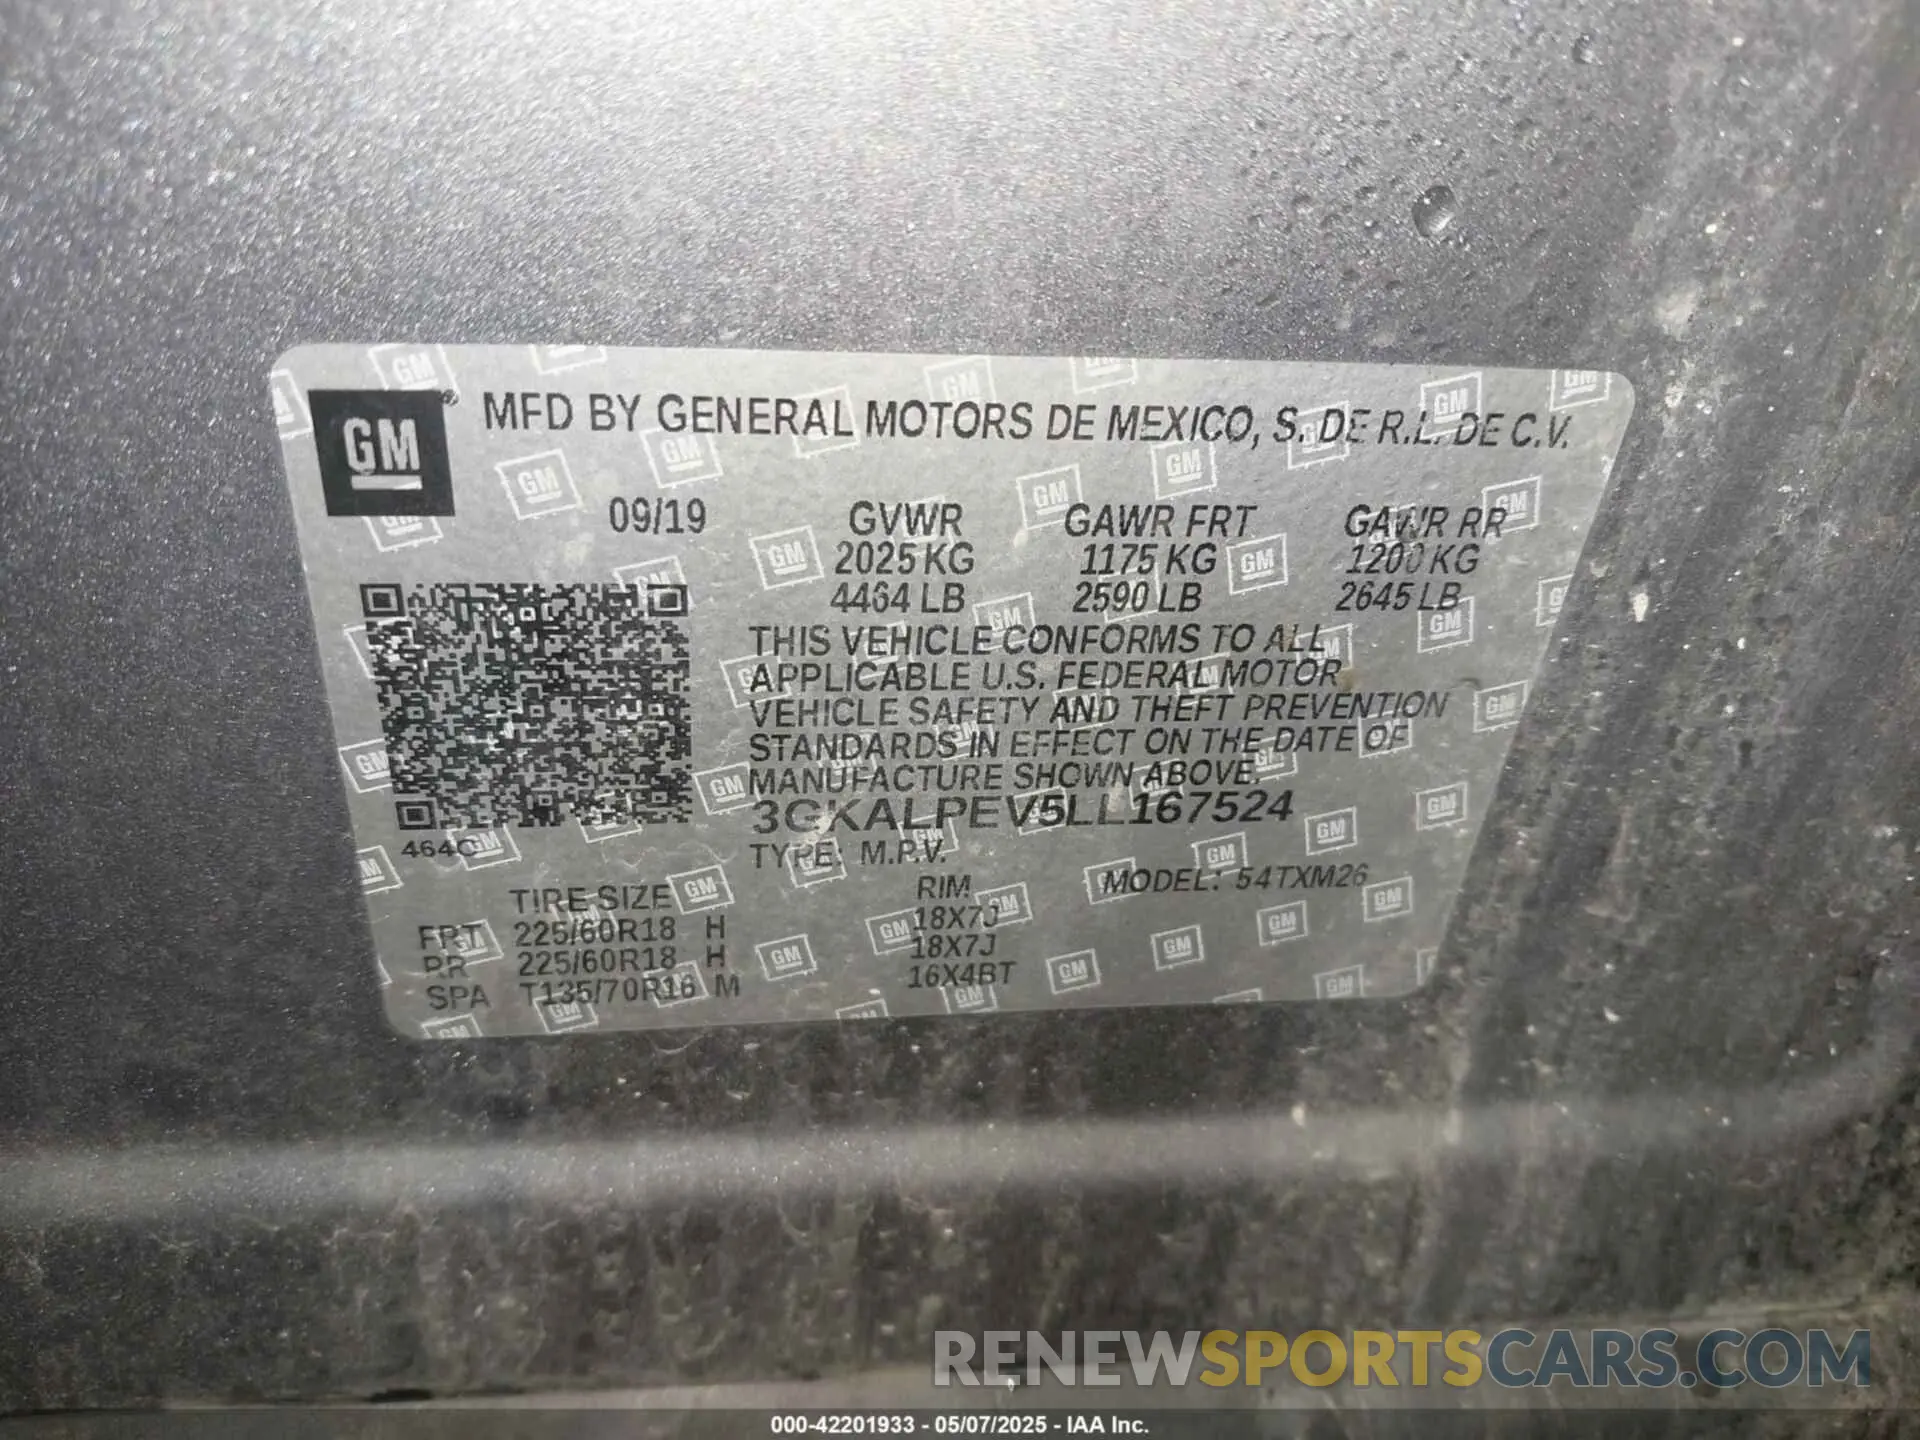 GM
MFD BY GENERAL MOTORS DE MEXICO, S. DE R.L. DE C.V.
09/19 GVWR GAWR FRT GAWR RR
2025 KG 1175 KG 1200 KG
4464 LB 2590 LB 2645 LB
THIS VEHICLE CONFORMS TO ALL
APPLICABLE U.S. FEDERAL MOTOR
VEHICLE SAFETY AND THEFT PREVENTION
STANDARDS IN EFFECT ON THE DATE OF
MANUFACTURE SHOWN ABOVE.
3GKALPEV5LL167524
464C
TYPE: M.P.V.
MODEL: 54TXM26
TIRE SIZE RIM
FRT 225/60R18 H 18X7J
RR 225/60R18 H 18X7J
SPA T135/70R16 M 16X4BT
RENEWSPORTSCARS.COM
000-42201933 - 05/07/2025 - IAA Inc.